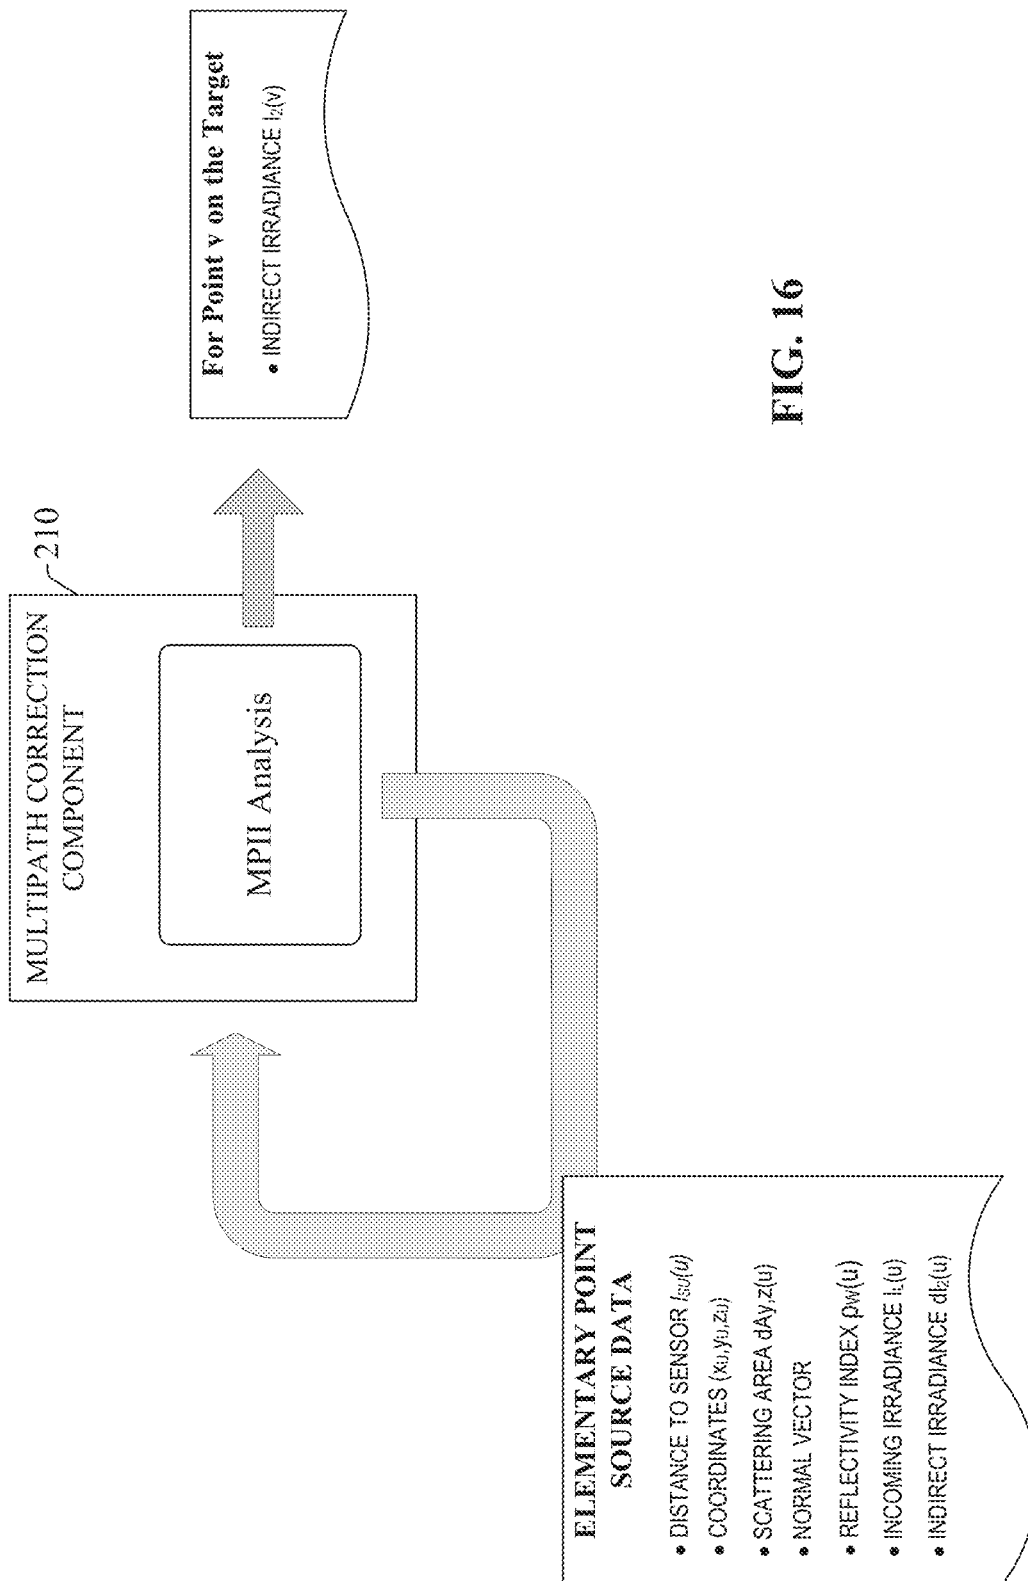 ELEMENTARY POINT
SOURCE DATA
• DISTANCE TO SENSOR lSU(u)
• COORDINATES (xu,yu,zu)
• SCATTERING AREA dAy,z(u)
• NORMAL VECTOR
• REFLECTIVITY INDEX ρw(u)
• INCOMING IRRADIANCE IL(u)
• INDIRECT IRRADIANCE dI2(u)
MULTIPATH CORRECTION
COMPONENT
210
MPII Analysis
For Point v on the Target
• INDIRECT IRRADIANCE I2(v)
FIG. 16